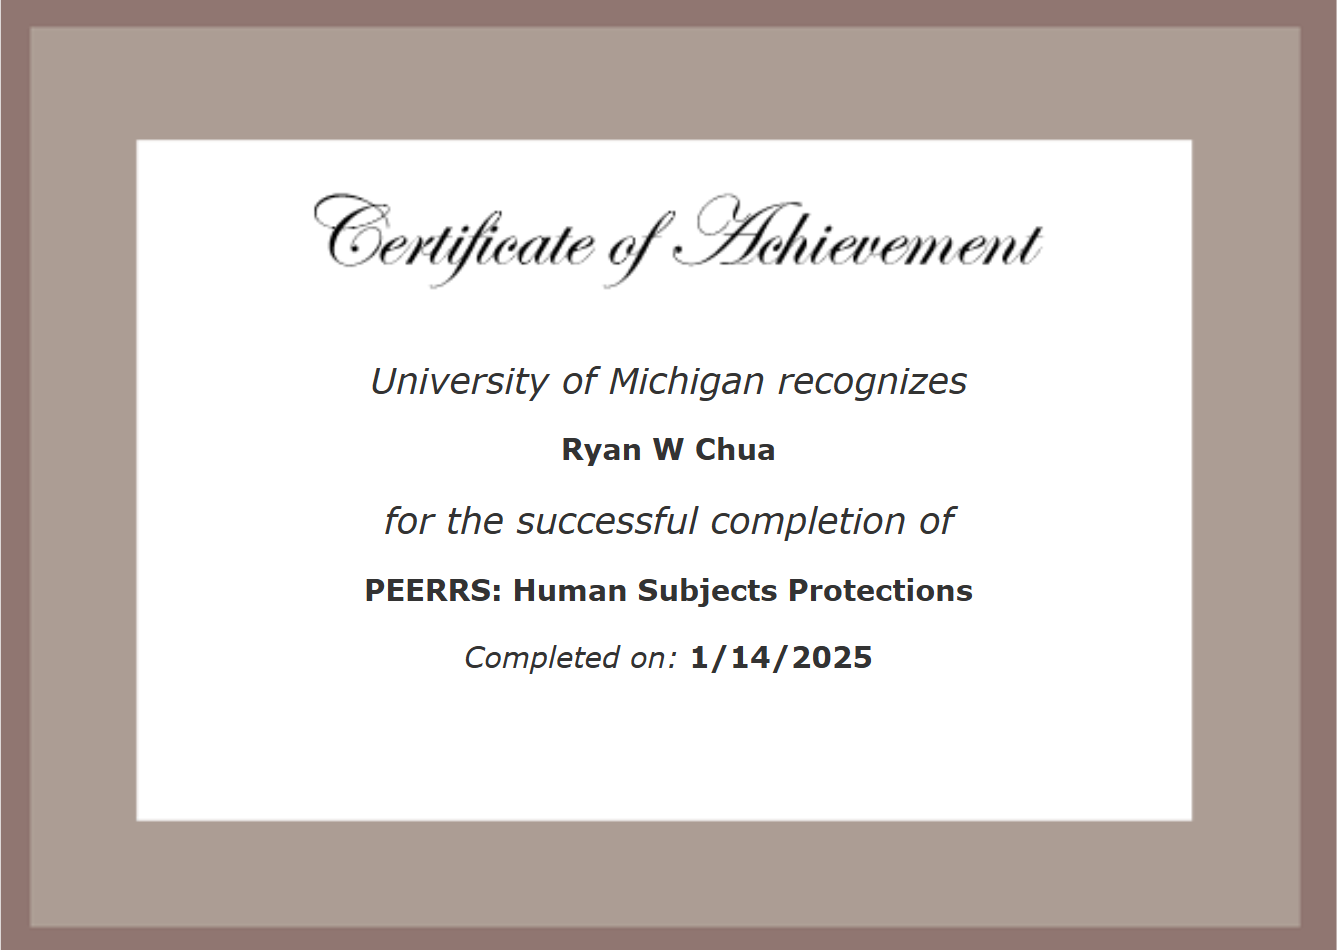 Certificate of Achievement
University of Michigan recognizes
Ryan W Chua
for the successful completion of
PEERRS: Human Subjects Protections
Completed on: 1/14/2025